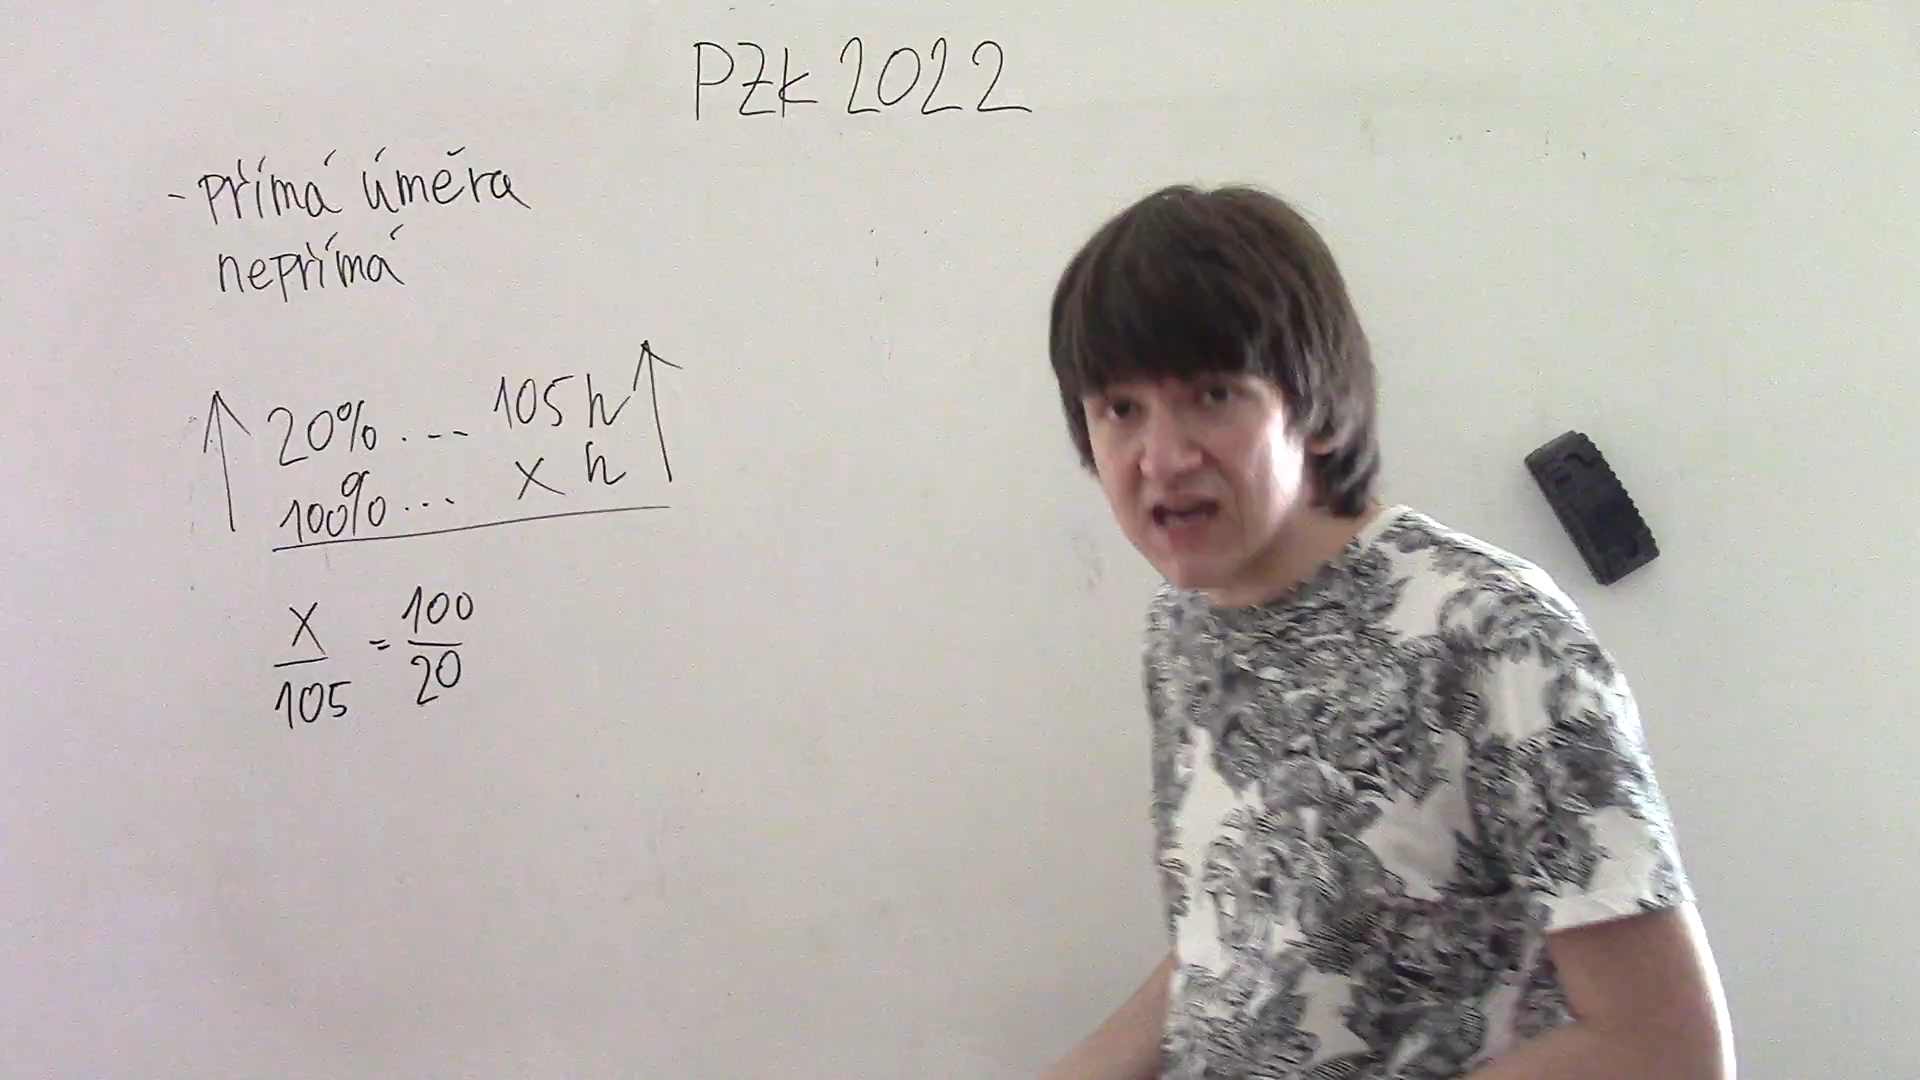 PZK 2022
- přímá úměra
nepřímá
20% .... 105 h
100% ... x h
x/105 = 100/20